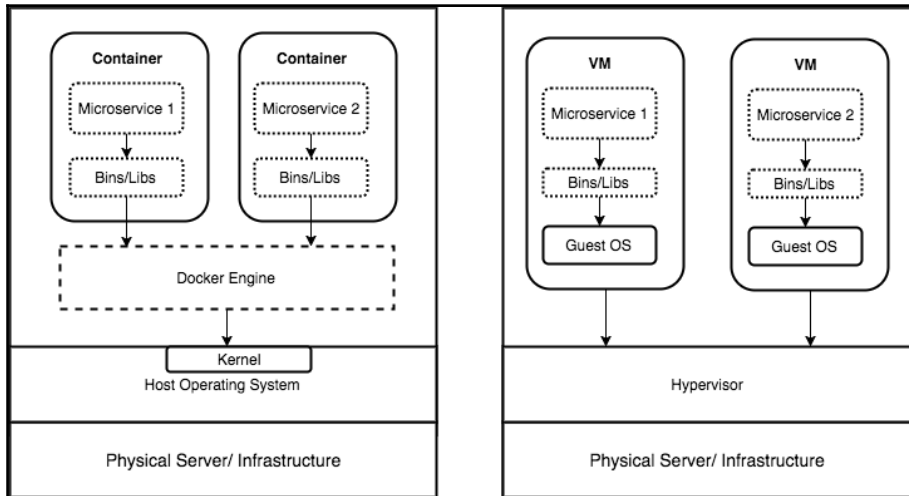 Container
Microservice 1
Bins/Libs
Container
Microservice 2
Bins/Libs
Docker Engine
Kernel
Host Operating System
Physical Server/ Infrastructure
VM
Microservice 1
Bins/Libs
Guest OS
VM
Microservice 2
Bins/Libs
Guest OS
Hypervisor
Physical Server/ Infrastructure